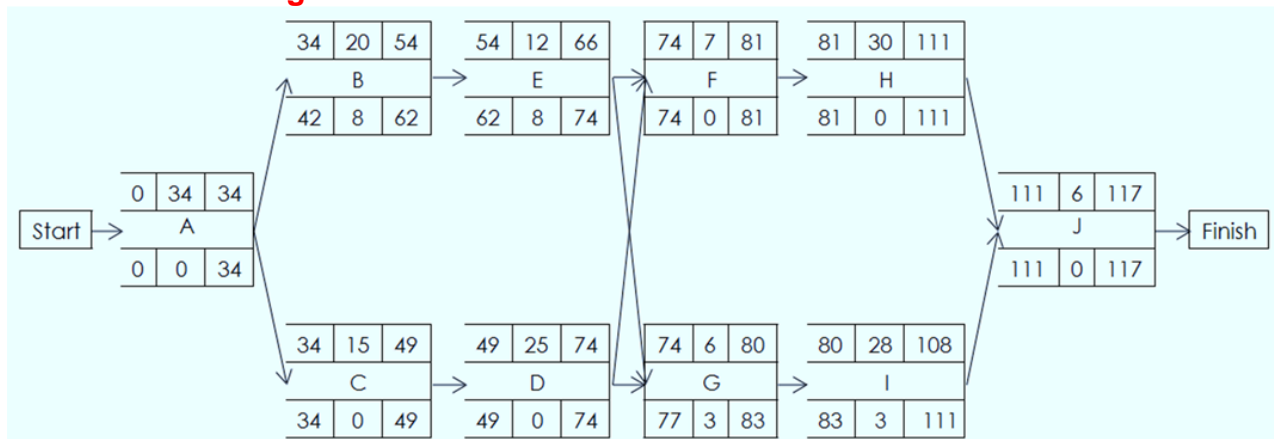 34 20 54
B
42 8 62
54 12 66
E
62 8 74
74 7 81
F
74 0 81
81 30 111
H
81 0 111
Start
0 34 34
A
0 0 34
111 6 117
J
111 0 117
Finish
34 15 49
C
34 0 49
49 25 74
D
49 0 74
74 6 80
G
77 3 83
80 28 108
I
83 3 111